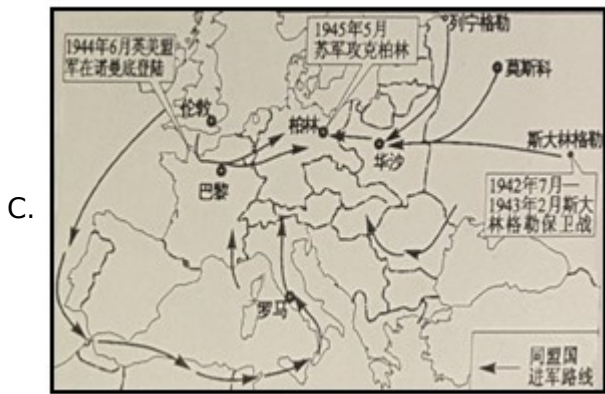 C.
列宁格勒
1945年5月
苏军攻克柏林
1944年6月英美盟
军在诺曼底登陆
莫斯科
伦敦
柏林
华沙
斯大林格勒
巴黎
1942年7月—
1943年2月斯大
林格勒保卫战
罗马
同盟国
进军路线